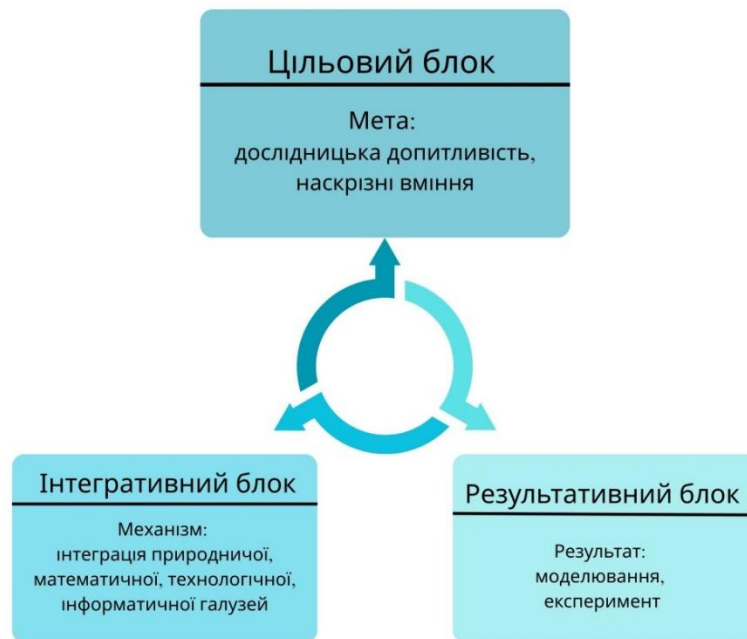 Цільовий блок
Мета:
дослідницька допитливість,
наскрізні вміння
Інтегративний блок
Механізм:
інтеграція природничої,
математичної, технологічної,
інформатичної галузей
Результативний блок
Результат:
моделювання,
експеримент